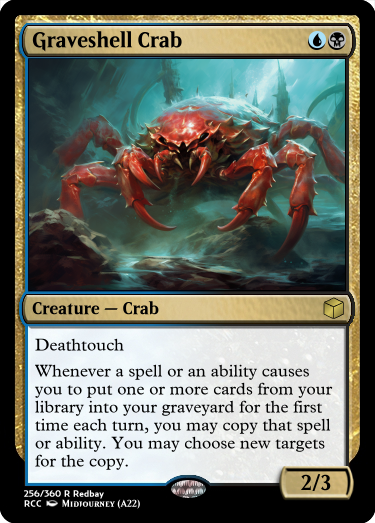 Graveshell Crab
Creature — Crab
Deathtouch
Whenever a spell or an ability causes
you to put one or more cards from your
library into your graveyard for the first
time each turn, you may copy that spell
or ability. You may choose new targets
for the copy.
2/3
256/360 R Redbay
RCC Midjourney (A22)